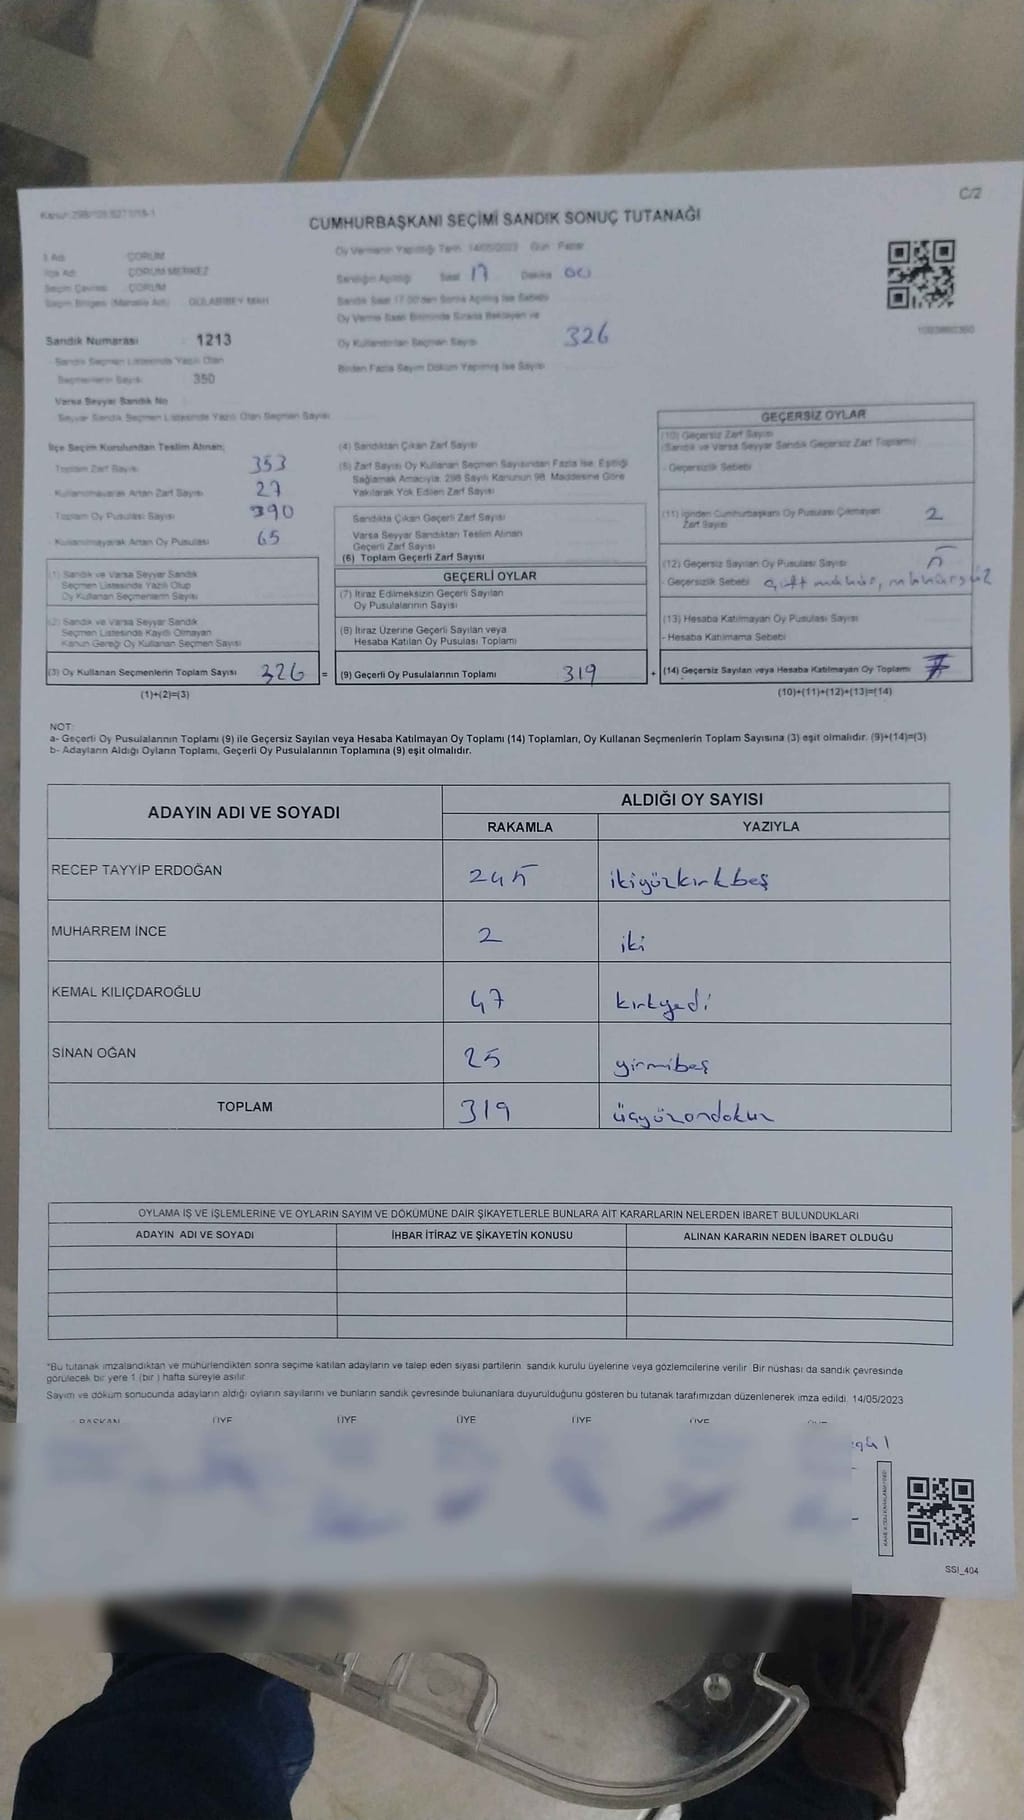 C/2
CUMHURBAŞKANI SEÇİMİ SANDIK SONUÇ TUTANAĞI
İl Adı : ÇORUM
İlçe Adı : ÇORUM MERKEZ
Seçim Çevresi : ÇORUM
Seçim Bölgesi (Mahalle Adı) : GÜLABİBEY MAH.
Oy Vermenin Yapıldığı Tarih 14/05/2023 Gün Pazar
Sandığın Açıldığı Saat 17 Dakika 00
Sandık Saat 17.00'den Sonra Açılmış İse Sebebi
Oy Verme Saati Bitiminde Sırada Bekleyen ve
Oy Kullandırılan Seçmen Sayısı 326
Birden Fazla Sayım Döküm Yapılmış İse Sayısı
Sandık Numarası : 1213
- Sandık Seçmen Listesinde Yazılı Olan
Seçmenlerin Sayısı : 350
Varsa Seyyar Sandık No
Seyyar Sandık Seçmen Listesinde Yazılı Olan Seçmen Sayısı
İlçe Seçim Kurulundan Teslim Alınan;
Toplam Zarf Sayısı 353
Kullanılmayarak Artan Zarf Sayısı 27
Toplam Oy Pusulası Sayısı 390
- Kullanılmayarak Artan Oy Pusulası 65
(1) Sandık ve Varsa Seyyar Sandık
Seçmen Listesinde Yazılı Olup
Oy Kullanan Seçmenlerin Sayısı
(2) Sandık ve Varsa Seyyar Sandık
Seçmen Listesinde Kayıtlı Olmayan
Kanun Gereği Oy Kullanan Seçmen Sayısı
(3) Oy Kullanan Seçmenlerin Toplam Sayısı 326 =
(1)+(2)=(3)
(4) Sandıktan Çıkan Zarf Sayısı
(5) Zarf Sayısı Oy Kullanan Seçmen Sayısından Fazla İse, Eşitliği
Sağlamak Amacıyla, 298 Sayılı Kanunun 98. Maddesine Göre
Yakılarak Yok Edilen Zarf Sayısı
Sandıkta Çıkan Geçerli Zarf Sayısı
Varsa Seyyar Sandıktan Teslim Alınan
Geçerli Zarf Sayısı
(6) Toplam Geçerli Zarf Sayısı
GEÇERLİ OYLAR
(7) İtiraz Edilmeksizin Geçerli Sayılan
Oy Pusulalarının Sayısı
(8) İtiraz Üzerine Geçerli Sayılan veya
Hesaba Katılan Oy Pusulası Toplamı
(9) Geçerli Oy Pusulalarının Toplamı 319 +
GEÇERSİZ OYLAR
(10) Geçersiz Zarf Sayısı
(Sandık ve Varsa Seyyar Sandık Geçersiz Zarf Toplamı)
- Geçersizlik Sebebi
(11) İçinden Cumhurbaşkanı Oy Pusulası Çıkmayan
Zarf Sayısı 2
(12) Geçersiz Sayılan Oy Pusulası Sayısı 5
- Geçersizlik Sebebi çift mühür, mühürsüz
(13) Hesaba Katılmayan Oy Pusulası Sayısı
- Hesaba Katılmama Sebebi
(14) Geçersiz Sayılan veya Hesaba Katılmayan Oy Toplamı 7
(10)+(11)+(12)+(13)=(14)
NOT:
a- Geçerli Oy Pusulalarının Toplamı (9) ile Geçersiz Sayılan veya Hesaba Katılmayan Oy Toplamı (14) Toplamları, Oy Kullanan Seçmenlerin Toplam Sayısına (3) eşit olmalıdır. (9)+(14)=(3)
b- Adayların Aldığı Oyların Toplamı, Geçerli Oy Pusulalarının Toplamına (9) eşit olmalıdır.
ADAYIN ADI VE SOYADI ALDIĞI OY SAYISI
RAKAMLA YAZIYLA
RECEP TAYYİP ERDOĞAN 245 ikiyüzkırkbeş
MUHARREM İNCE 2 iki
KEMAL KILIÇDAROĞLU 47 kırkyedi
SİNAN OĞAN 25 yirmibeş
TOPLAM 319 üçyüzondokuz
OYLAMA İŞ VE İŞLEMLERİNE VE OYLARIN SAYIM VE DÖKÜMÜNE DAİR ŞİKAYETLERLE BUNLARA AİT KARARLARIN NELERDEN İBARET BULUNDUKLARI
ADAYIN ADI VE SOYADI İHBAR İTİRAZ VE ŞİKAYETİN KONUSU ALINAN KARARIN NEDEN İBARET OLDUĞU
*Bu tutanak imzalandıktan ve mühürlendikten sonra seçime katılan adayların ve talep eden siyasi partilerin sandık kurulu üyelerine veya gözlemcilerine verilir. Bir nüshası da sandık çevresinde
görülecek bir yere 1 (bir) hafta süreyle asılır.
Sayım ve döküm sonucunda adayların aldığı oyların sayılarını ve bunların sandık çevresinde bulunanlara duyurulduğunu gösteren bu tutanak tarafımızdan düzenlenerek imza edildi. 14/05/2023
BAŞKAN ÜYE ÜYE ÜYE ÜYE ÜYE ÜYE
SSI_404